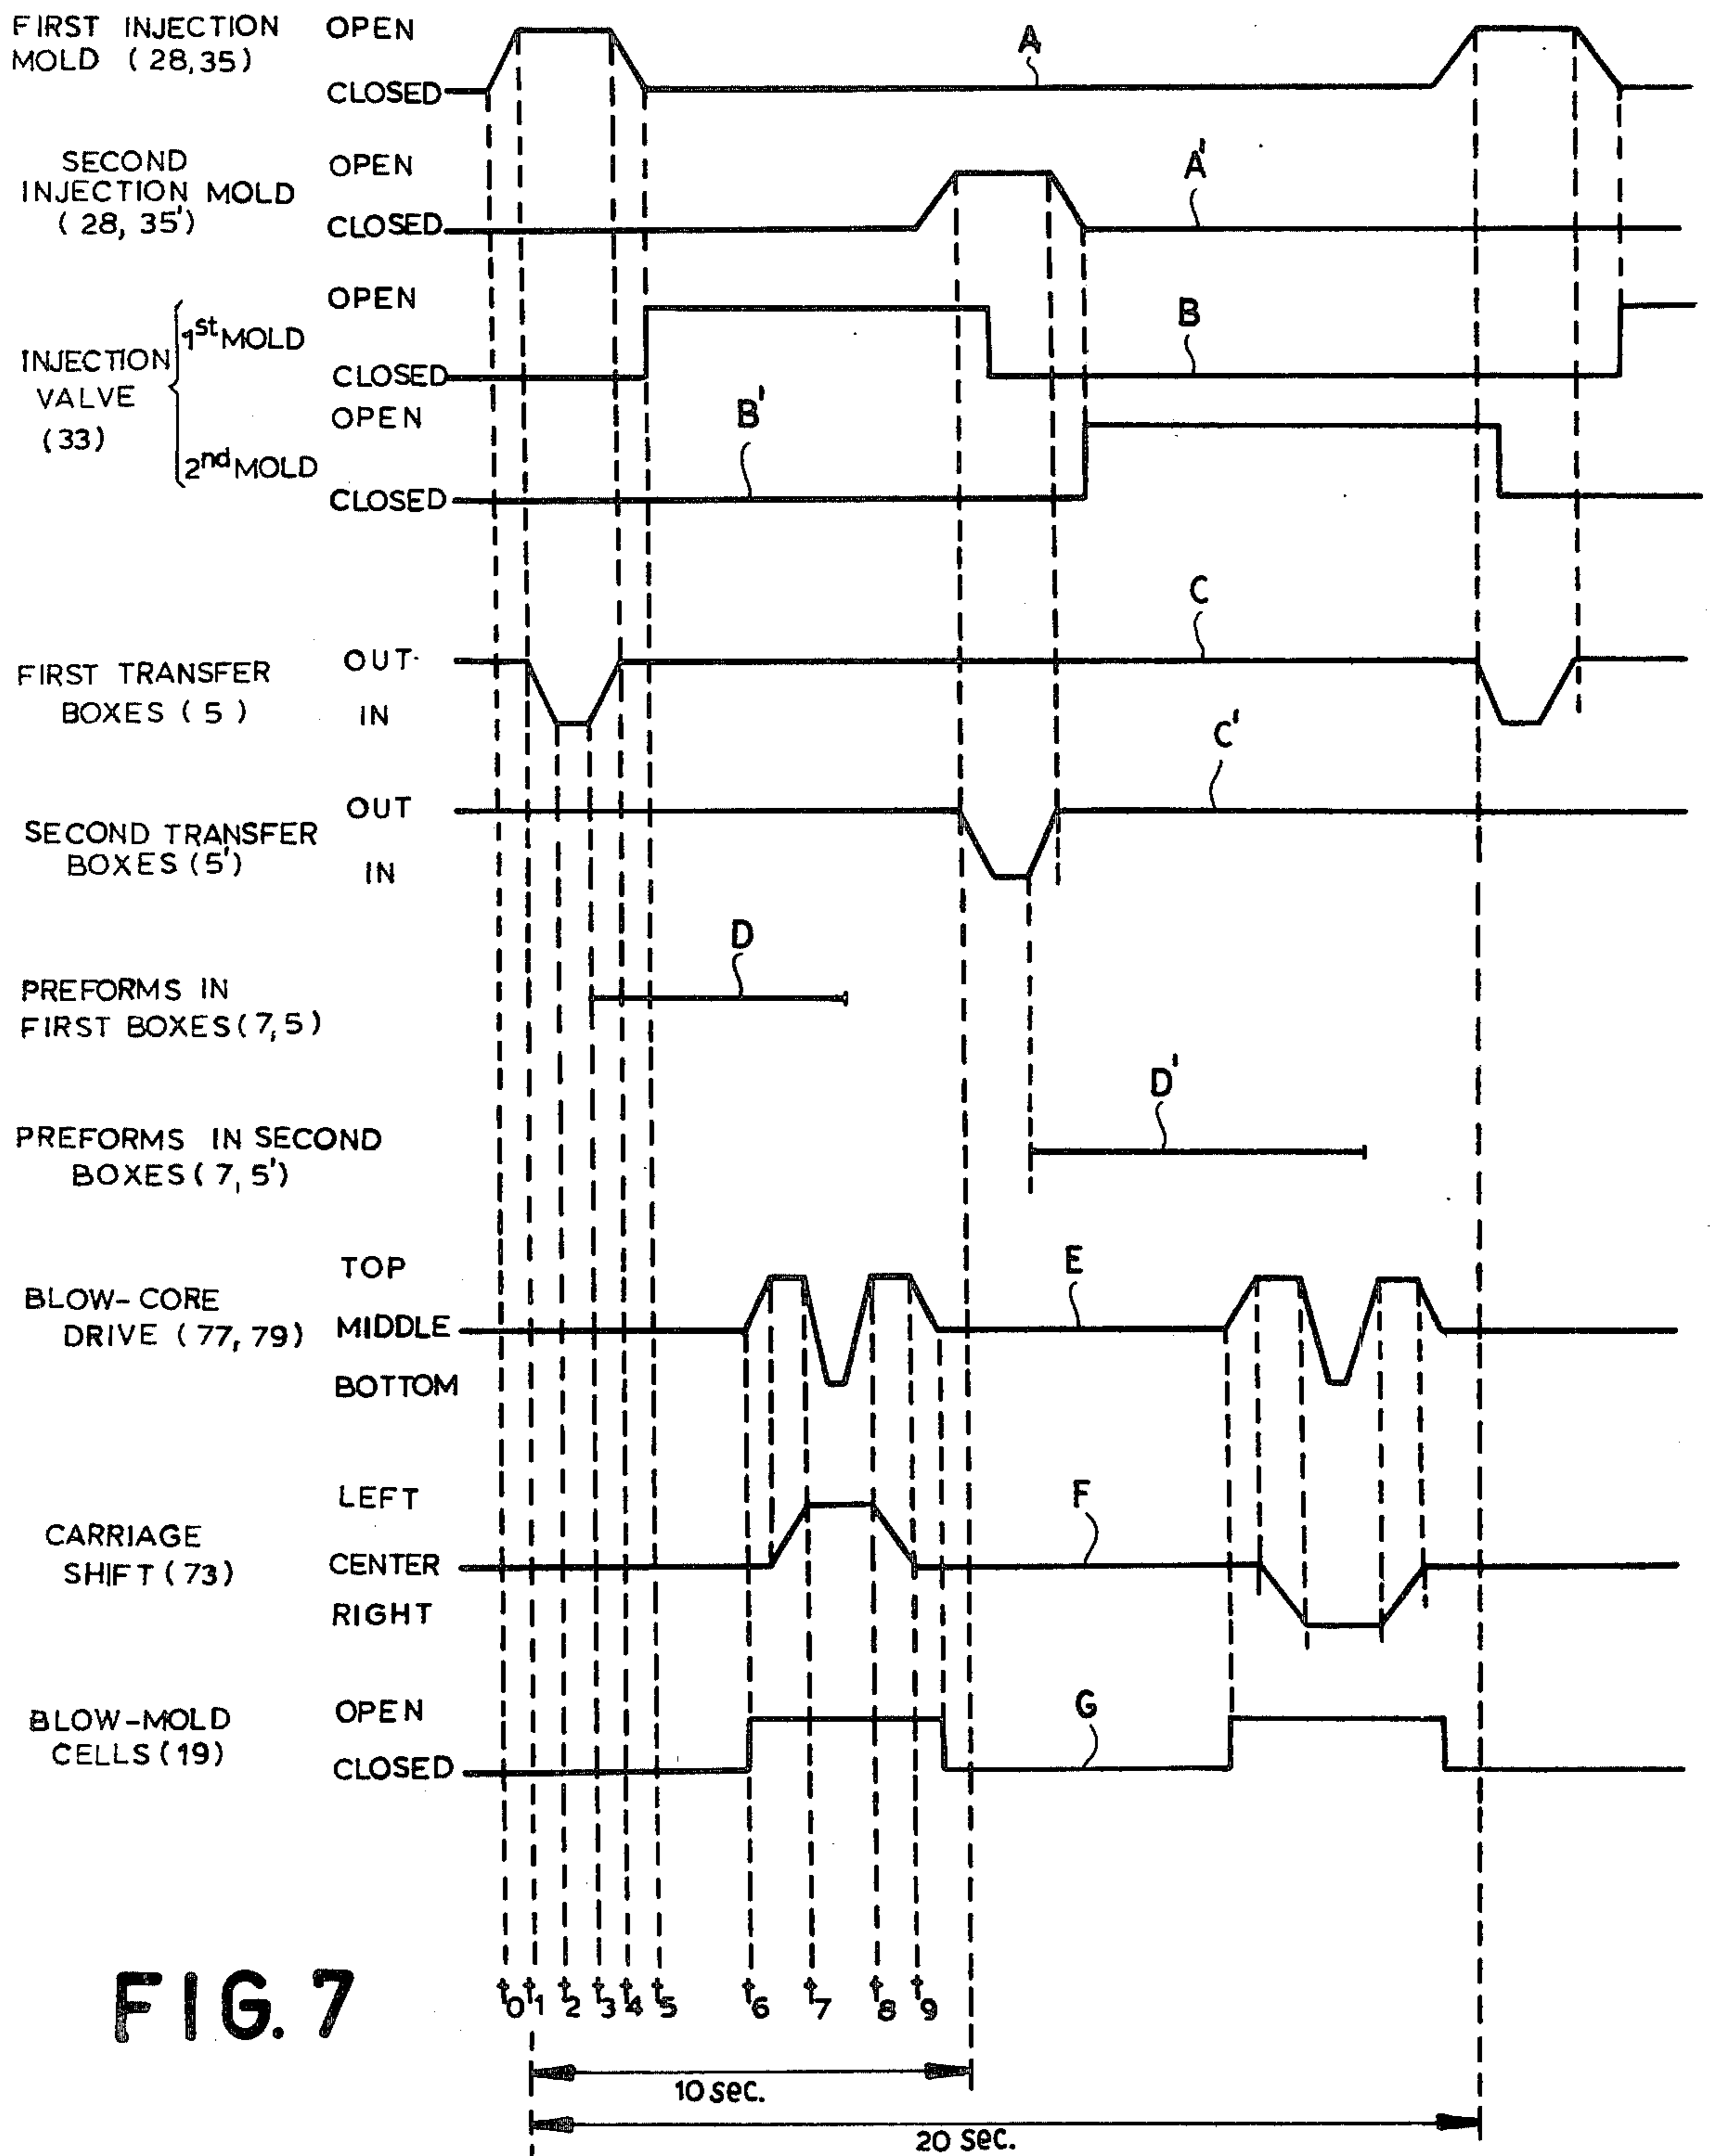 FIRST INJECTION
MOLD (28,35)
OPEN
CLOSED
A
SECOND
INJECTION MOLD
(28, 35')
OPEN
CLOSED
A'
INJECTION
VALVE
(33)
1st MOLD
OPEN
CLOSED
B
2nd MOLD
OPEN
CLOSED
B'
FIRST TRANSFER
BOXES (5)
OUT
IN
C
SECOND TRANSFER
BOXES (5')
OUT
IN
C'
PREFORMS IN
FIRST BOXES (7,5)
D
PREFORMS IN SECOND
BOXES (7,5')
D'
BLOW-CORE
DRIVE (77, 79)
TOP
MIDDLE
BOTTOM
E
CARRIAGE
SHIFT (73)
LEFT
CENTER
RIGHT
F
BLOW-MOLD
CELLS (19)
OPEN
CLOSED
G
t0 t1 t2 t3 t4 t5 t6 t7 t8 t9
10 sec.
20 sec.
FIG. 7